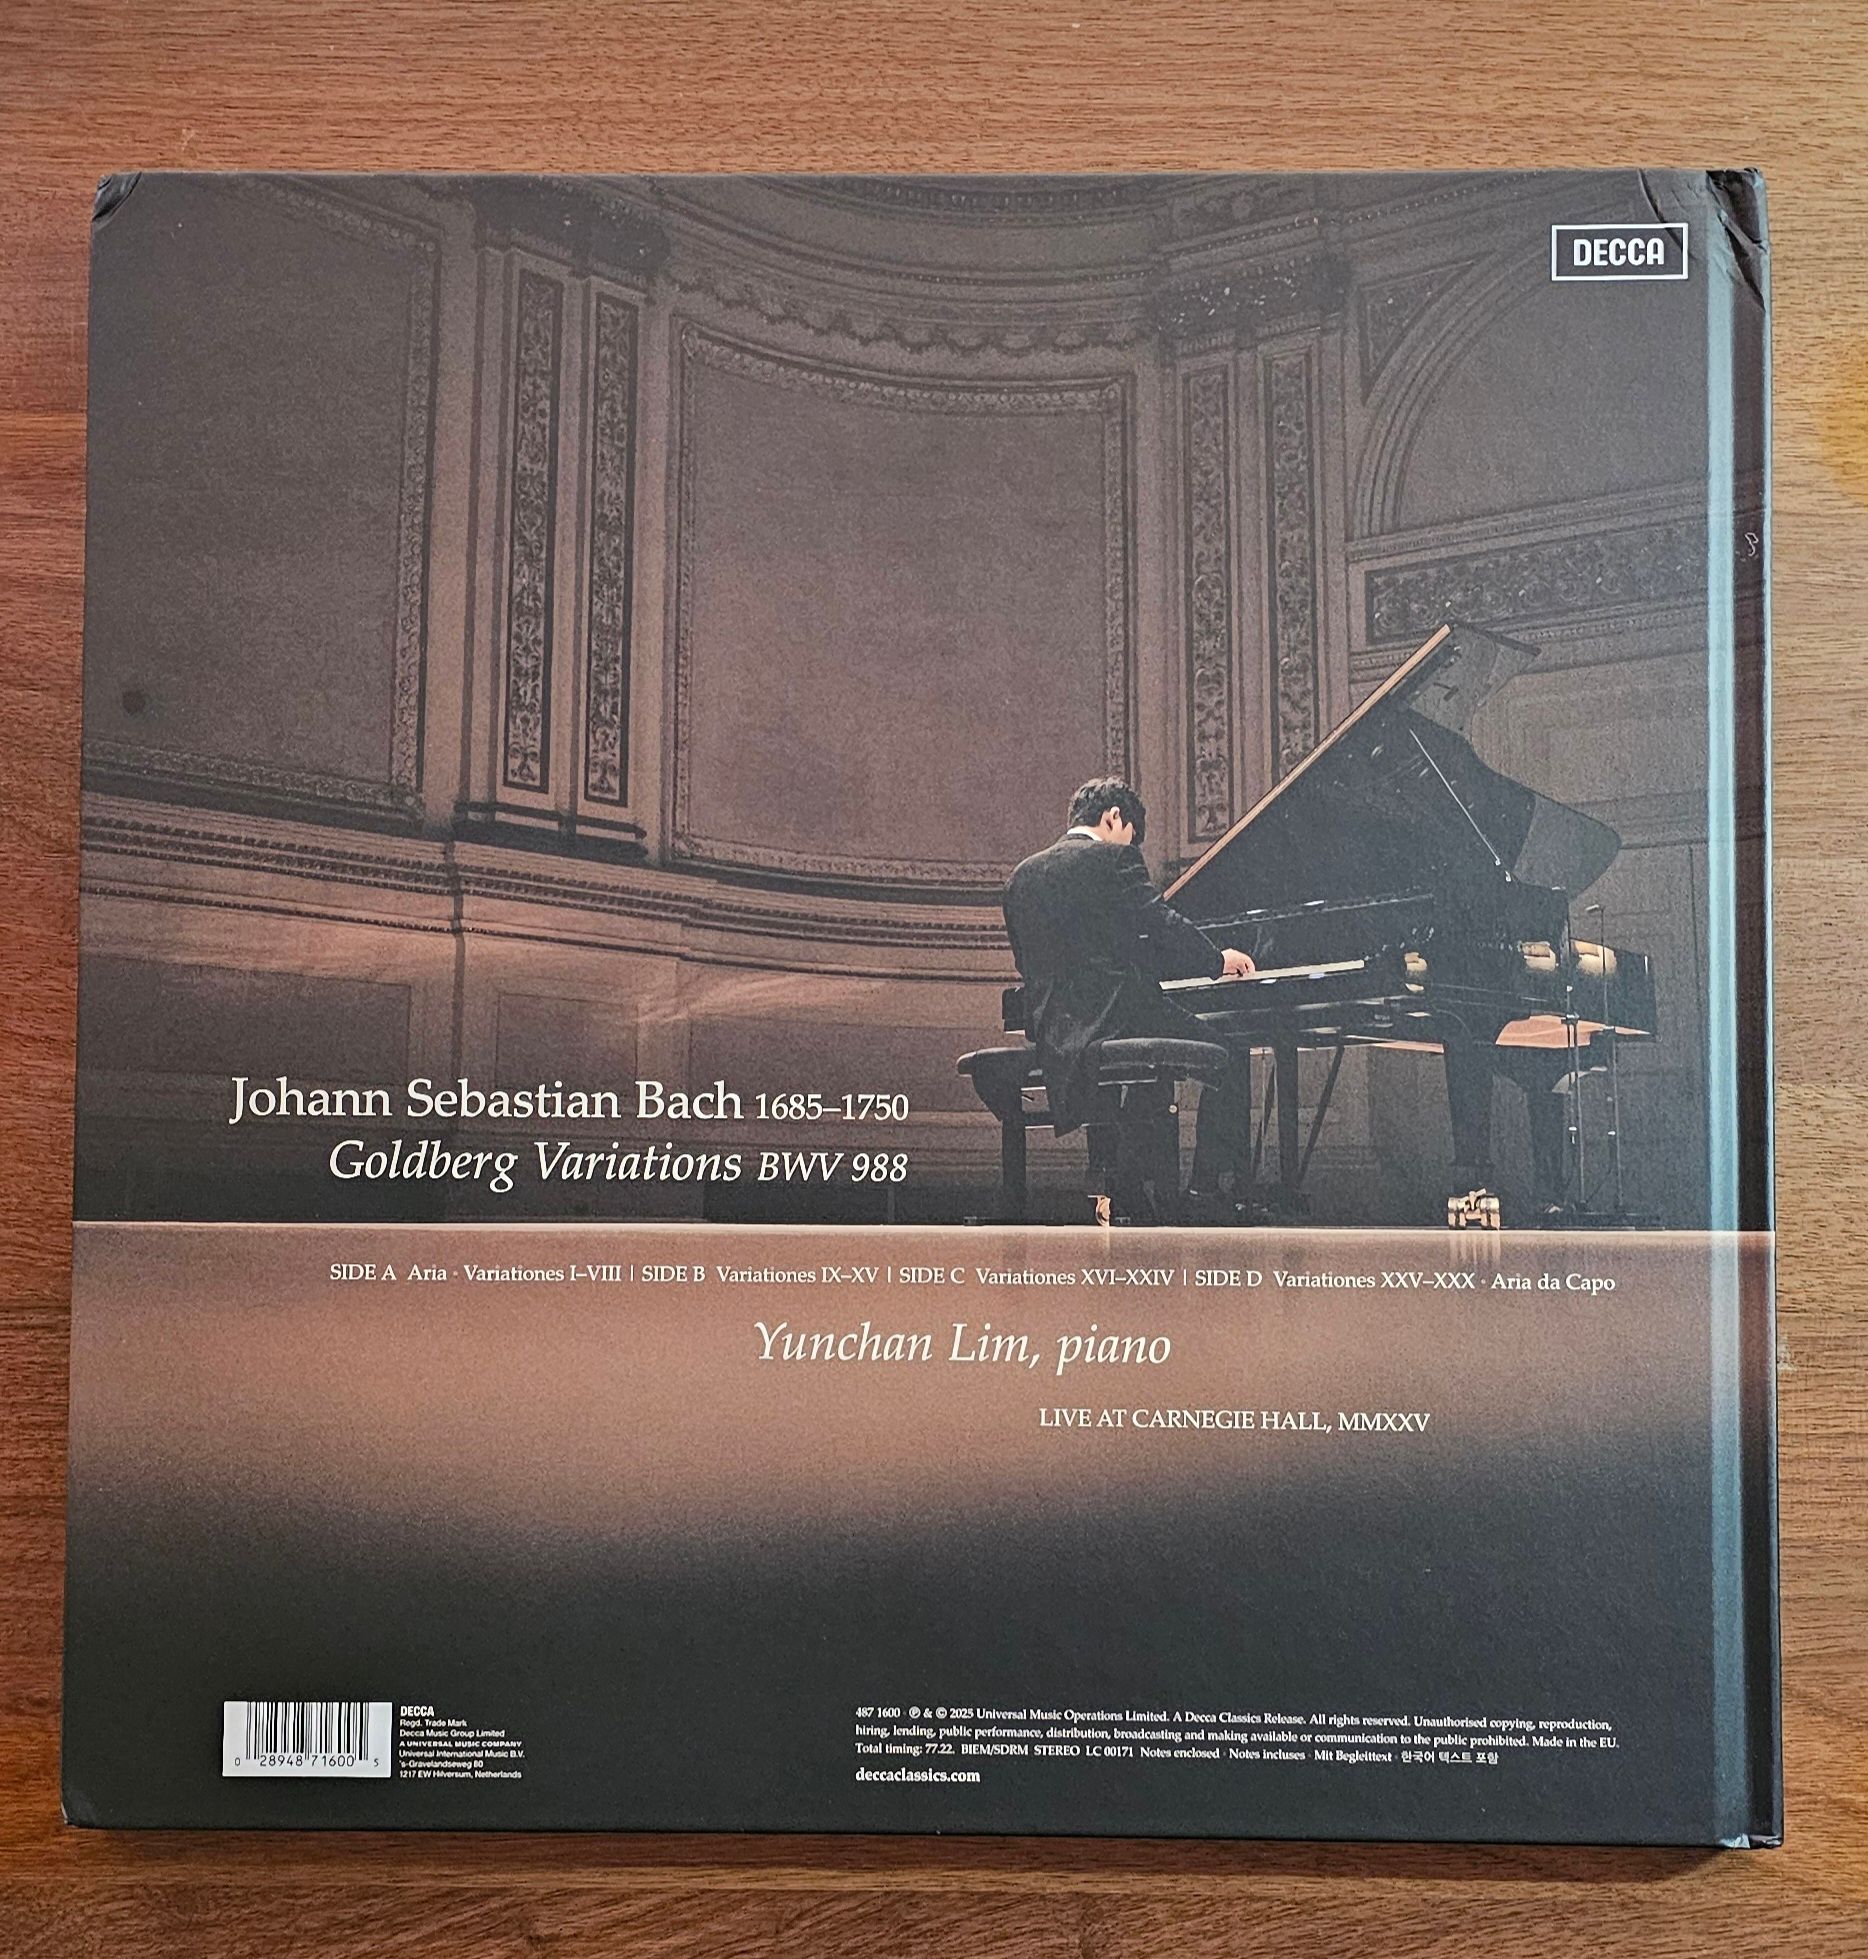 DECCA
Johann Sebastian Bach 1685–1750
Goldberg Variations BWV 988
SIDE A Aria · Variationes I–VIII | SIDE B Variationes IX–XV | SIDE C Variationes XVI–XXIV | SIDE D Variationes XXV–XXX · Aria da Capo
Yunchan Lim, piano
LIVE AT CARNEGIE HALL, MMXXV
0 28948 71600 5
DECCA
Regd. Trade Mark
Decca Music Group Limited
A UNIVERSAL MUSIC COMPANY
Universal International Music B.V.
's-Gravelandseweg 80
1217 EW Hilversum, Netherlands
487 1600 · ℗ & © 2025 Universal Music Operations Limited. A Decca Classics Release. All rights reserved. Unauthorised copying, reproduction,
hiring, lending, public performance, distribution, broadcasting and making available or communication to the public prohibited. Made in the EU.
Total timing: 77.22. BIEM/SDRM STEREO LC 00171 Notes enclosed · Notes incluses · Mit Begleittext · 한국어 텍스트 포함
deccaclassics.com